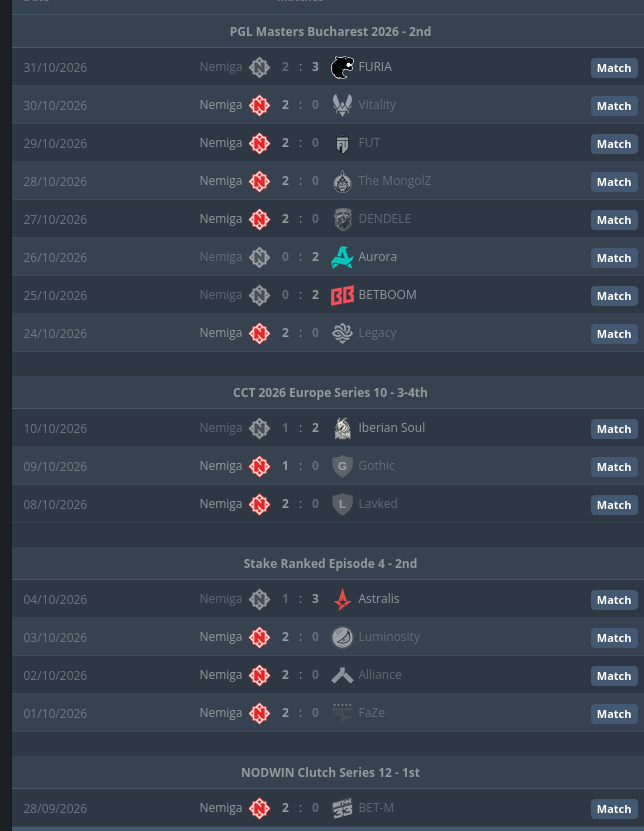 PGL Masters Bucharest 2026 - 2nd
31/10/2026 Nemiga 2 : 3 FURIA Match
30/10/2026 Nemiga 2 : 0 Vitality Match
29/10/2026 Nemiga 2 : 0 FUT Match
28/10/2026 Nemiga 2 : 0 The MongolZ Match
27/10/2026 Nemiga 2 : 0 DENDELE Match
26/10/2026 Nemiga 0 : 2 Aurora Match
25/10/2026 Nemiga 0 : 2 BETBOOM Match
24/10/2026 Nemiga 2 : 0 Legacy Match
CCT 2026 Europe Series 10 - 3-4th
10/10/2026 Nemiga 1 : 2 Iberian Soul Match
09/10/2026 Nemiga 1 : 0 G Gothic Match
08/10/2026 Nemiga 2 : 0 L Lavked Match
Stake Ranked Episode 4 - 2nd
04/10/2026 Nemiga 1 : 3 Astralis Match
03/10/2026 Nemiga 2 : 0 Luminosity Match
02/10/2026 Nemiga 2 : 0 Alliance Match
01/10/2026 Nemiga 2 : 0 FaZe Match
NODWIN Clutch Series 12 - 1st
28/09/2026 Nemiga 2 : 0 BET-M Match